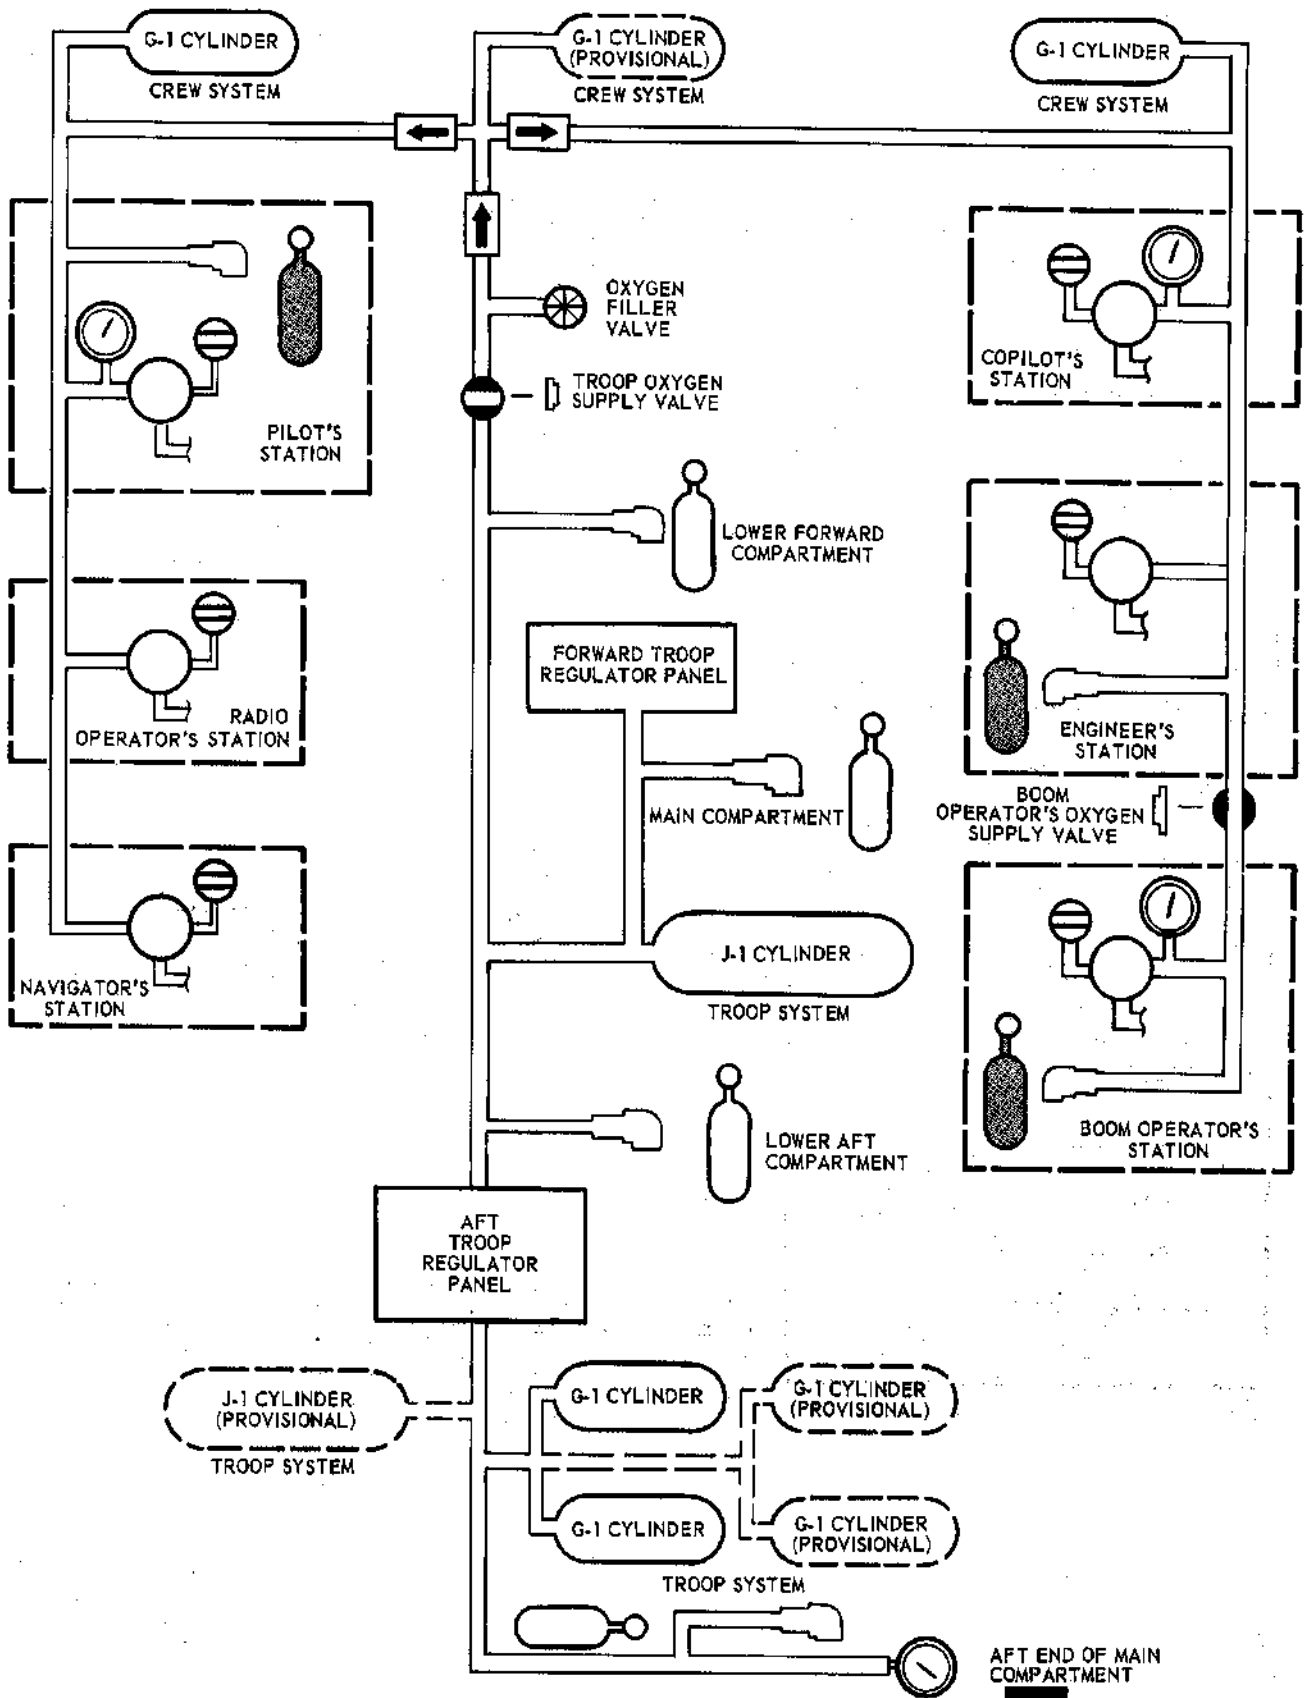 G-1 CYLINDER
CREW SYSTEM
G-1 CYLINDER
(PROVISIONAL)
CREW SYSTEM
G-1 CYLINDER
CREW SYSTEM
OXYGEN
FILLER
VALVE
TROOP OXYGEN
SUPPLY VALVE
PILOT'S
STATION
COPILOT'S
STATION
LOWER FORWARD
COMPARTMENT
FORWARD TROOP
REGULATOR PANEL
RADIO
OPERATOR'S STATION
ENGINEER'S
STATION
MAIN COMPARTMENT
BOOM
OPERATOR'S OXYGEN
SUPPLY VALVE
J-1 CYLINDER
TROOP SYSTEM
NAVIGATOR'S
STATION
LOWER AFT
COMPARTMENT
BOOM OPERATOR'S
STATION
AFT
TROOP
REGULATOR
PANEL
J-1 CYLINDER
(PROVISIONAL)
TROOP SYSTEM
G-1 CYLINDER
G-1 CYLINDER
(PROVISIONAL)
G-1 CYLINDER
G-1 CYLINDER
(PROVISIONAL)
TROOP SYSTEM
AFT END OF MAIN
COMPARTMENT